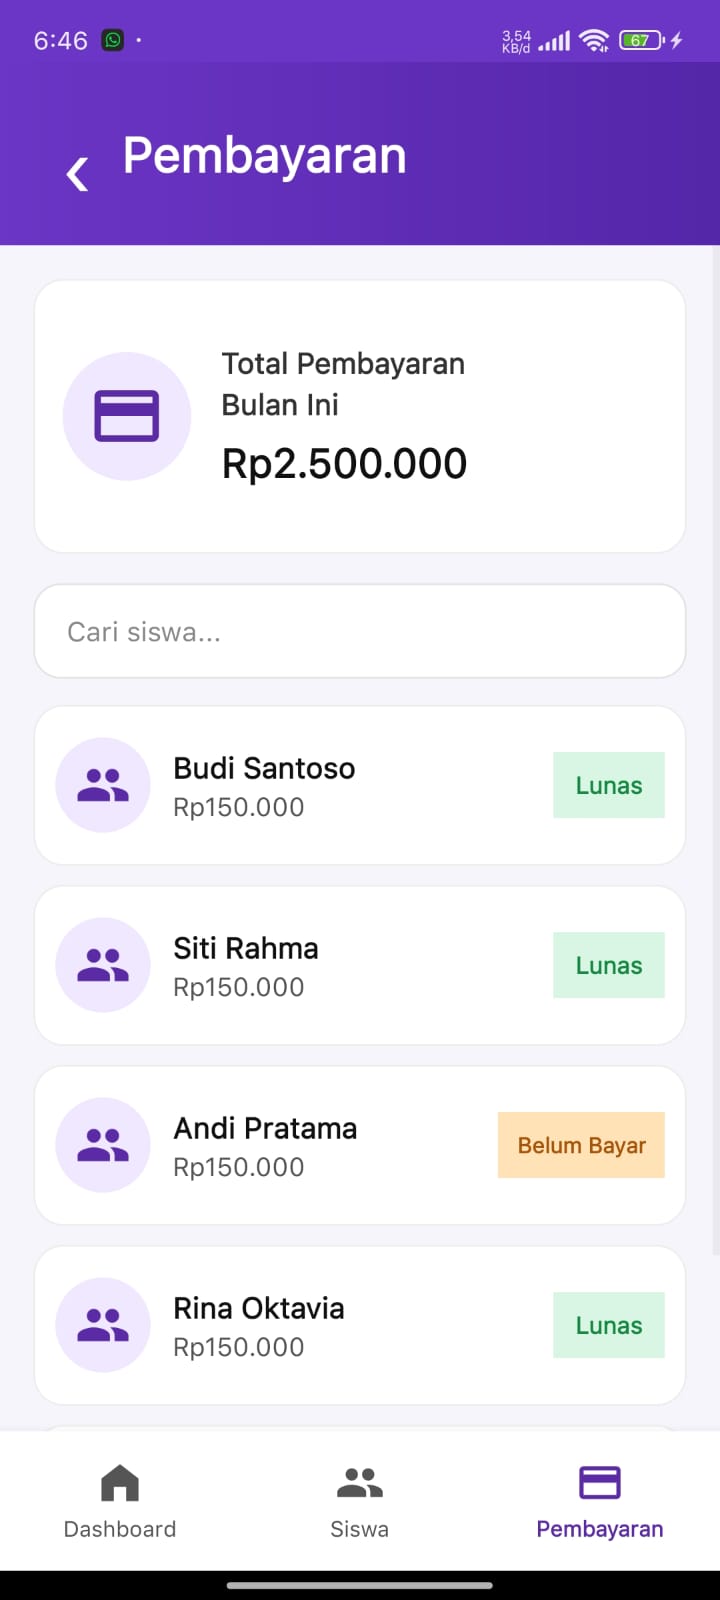 6:46
3,54
KB/d
67
Pembayaran
Total Pembayaran
Bulan Ini
Rp2.500.000
Cari siswa...
Budi Santoso
Rp150.000
Lunas
Siti Rahma
Rp150.000
Lunas
Andi Pratama
Rp150.000
Belum Bayar
Rina Oktavia
Rp150.000
Lunas
Dashboard
Siswa
Pembayaran